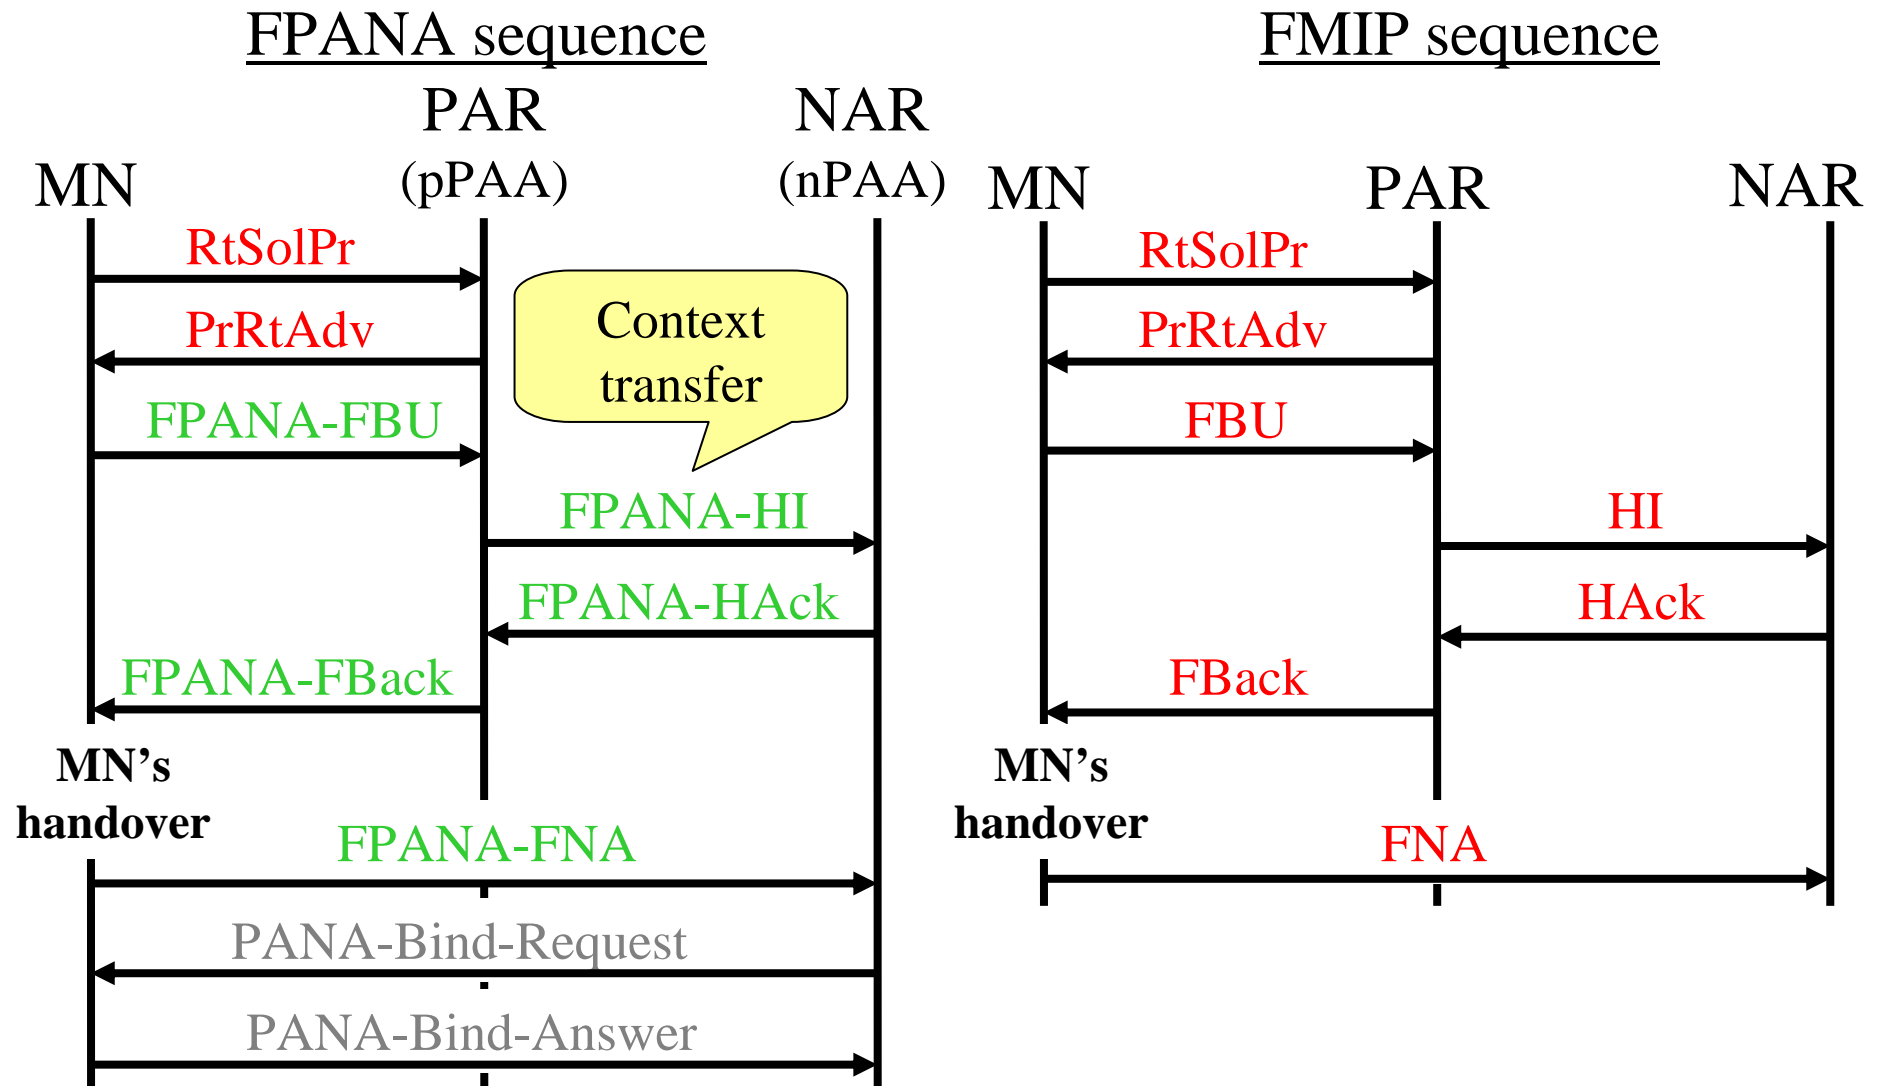 FPANA sequence
PAR
NAR
MN
(pPAA)
(nPAA)
RtSolPr
PrRtAdv
Context
transfer
FPANA-FBU
FPANA-HI
FPANA-HAck
FPANA-FBack
MN’s
handover
FPANA-FNA
PANA-Bind-Request
PANA-Bind-Answer
FMIP sequence
MN
PAR
NAR
RtSolPr
PrRtAdv
FBU
HI
HAck
FBack
MN’s
handover
FNA